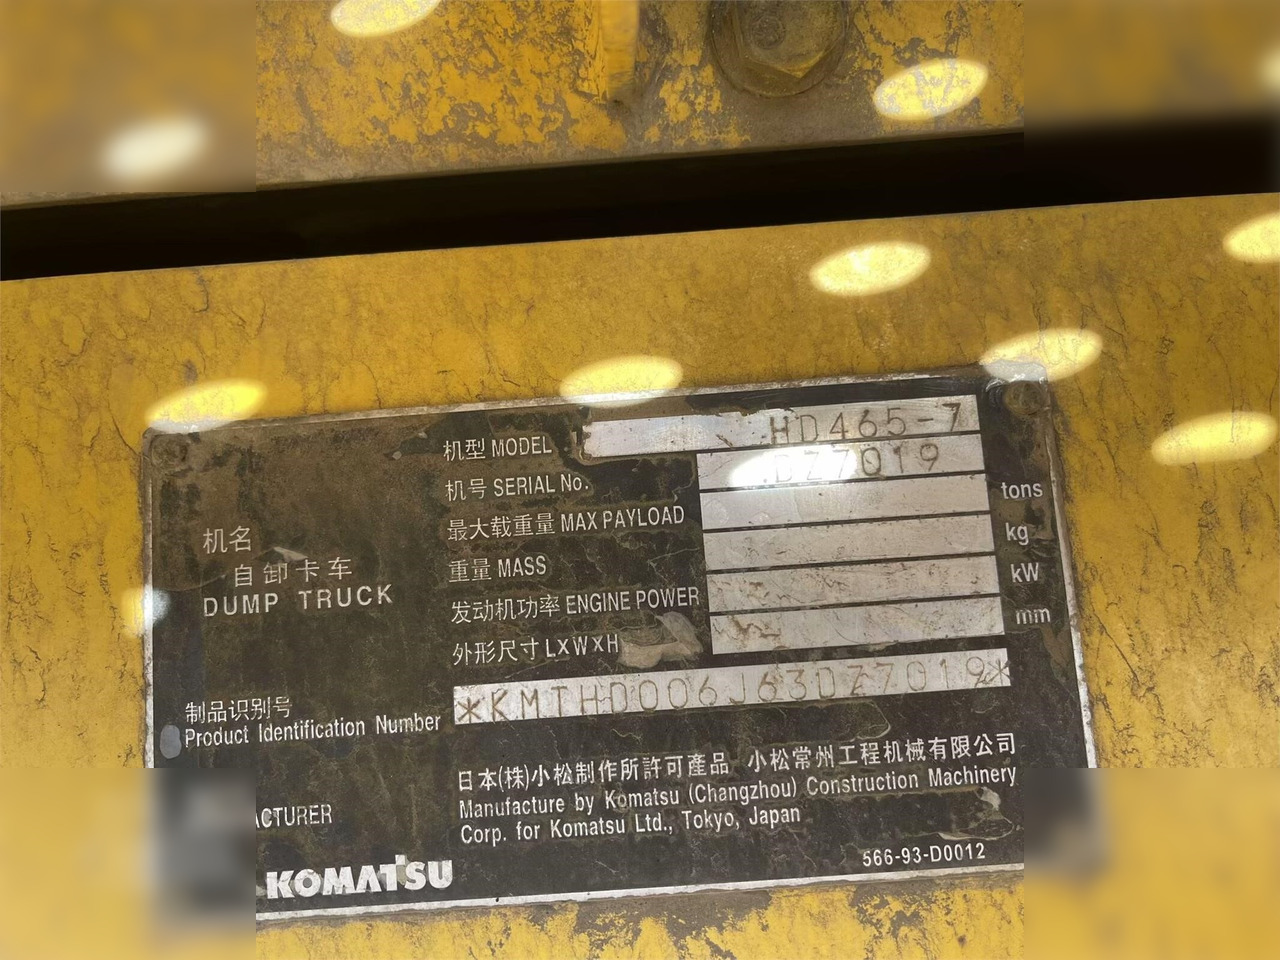 机型 MODEL HD465-7
机号 SERIAL No. DZ7019
最大载重量 MAX PAYLOAD tons
重量 MASS kg
发动机功率 ENGINE POWER kW
外形尺寸 L×W×H mm
机名
自卸卡车
DUMP TRUCK
制品识别号
Product Identification Number *KMTHD006J63DZ7019*
日本(株)小松制作所許可產品 小松常州工程机械有限公司
Manufacture by Komatsu (Changzhou) Construction Machinery
Corp. for Komatsu Ltd., Tokyo, Japan
566-93-D0012
KOMATSU